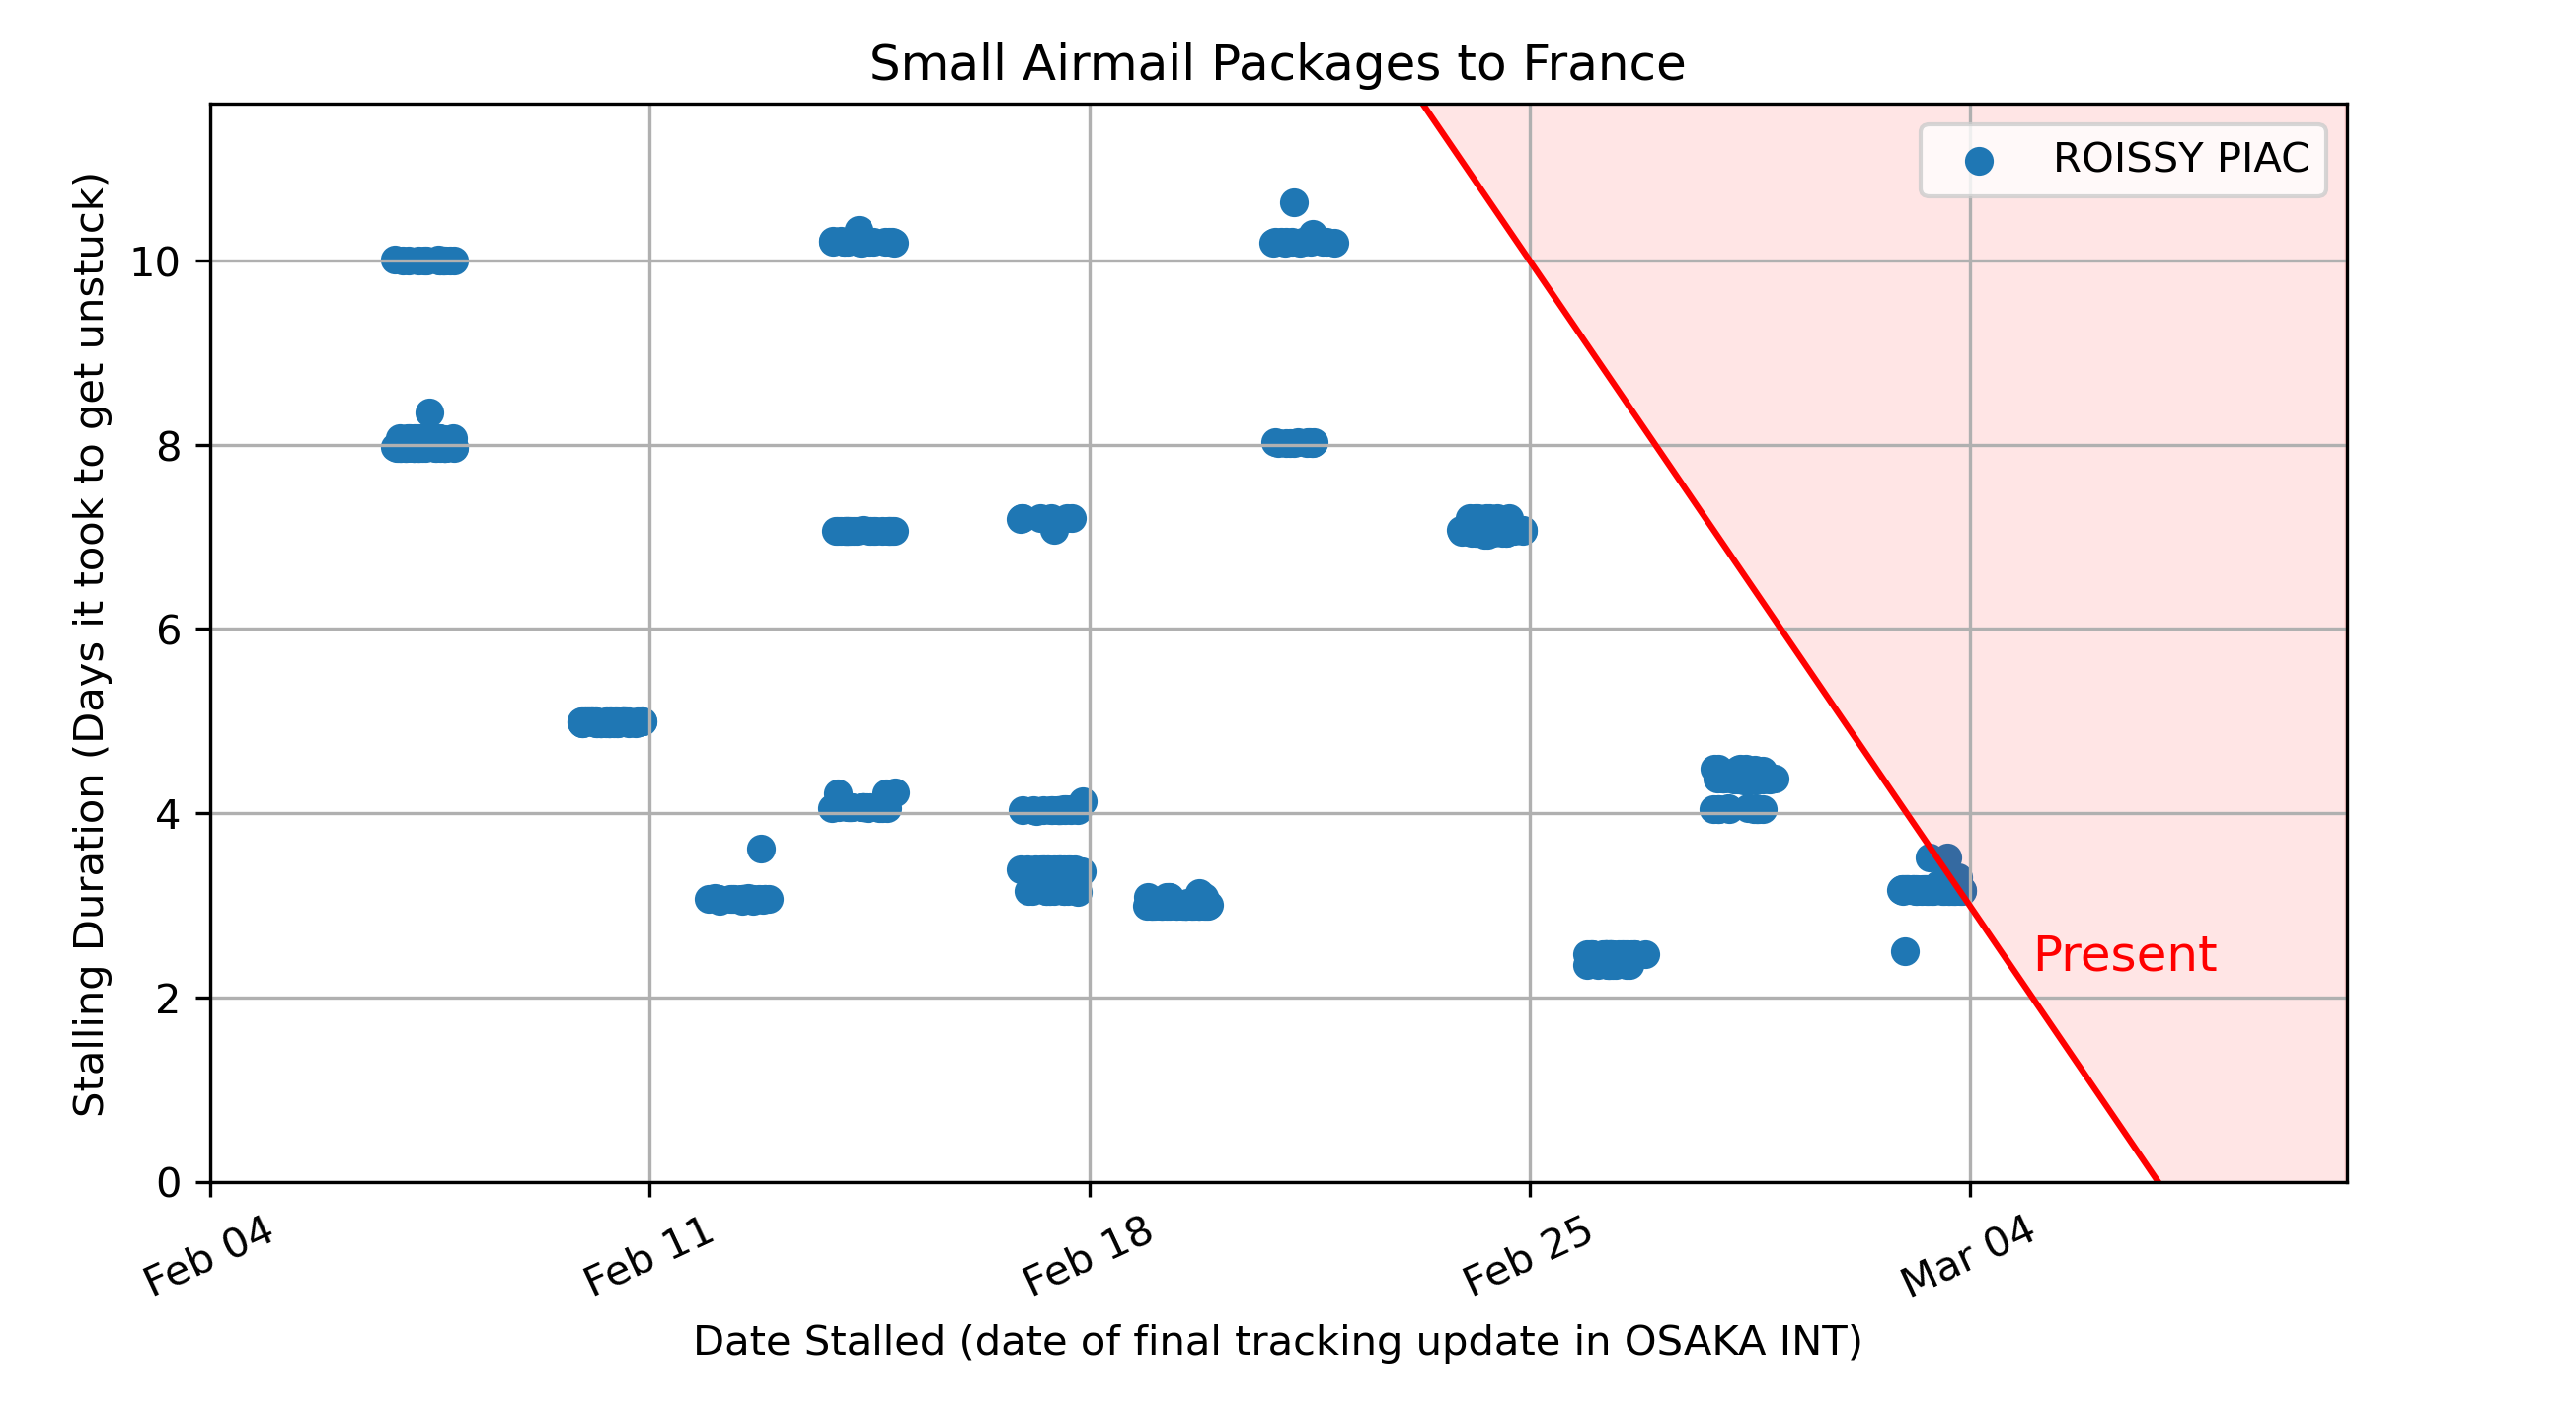 Small Airmail Packages to France
ROISSY PIAC
Stalling Duration (Days it took to get unstuck)
10
8
6
4
2
0
Present
Feb 04
Feb 11
Feb 18
Feb 25
Mar 04
Date Stalled (date of final tracking update in OSAKA INT)